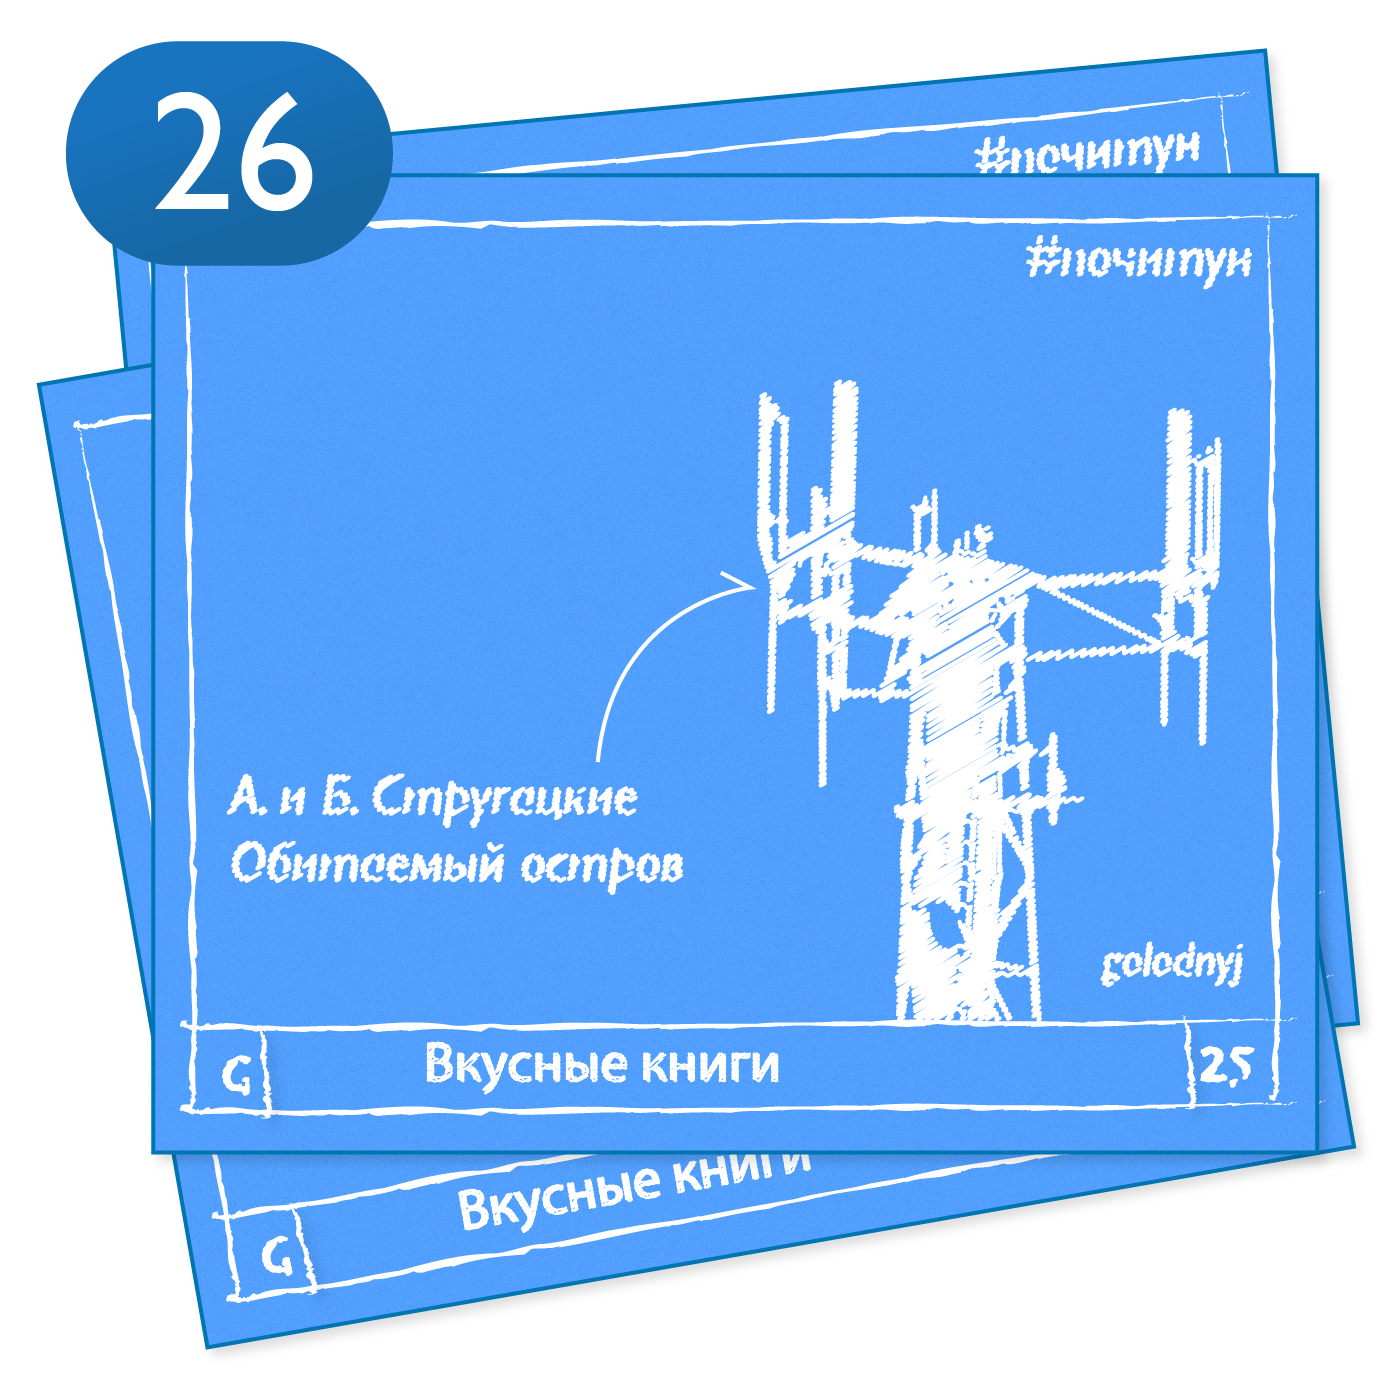 26
#почитун
#почитун
А. и Б. Стругацкие
Обитаемый остров
golodnyj
G
Вкусные книги
25
Вкусные книги
G